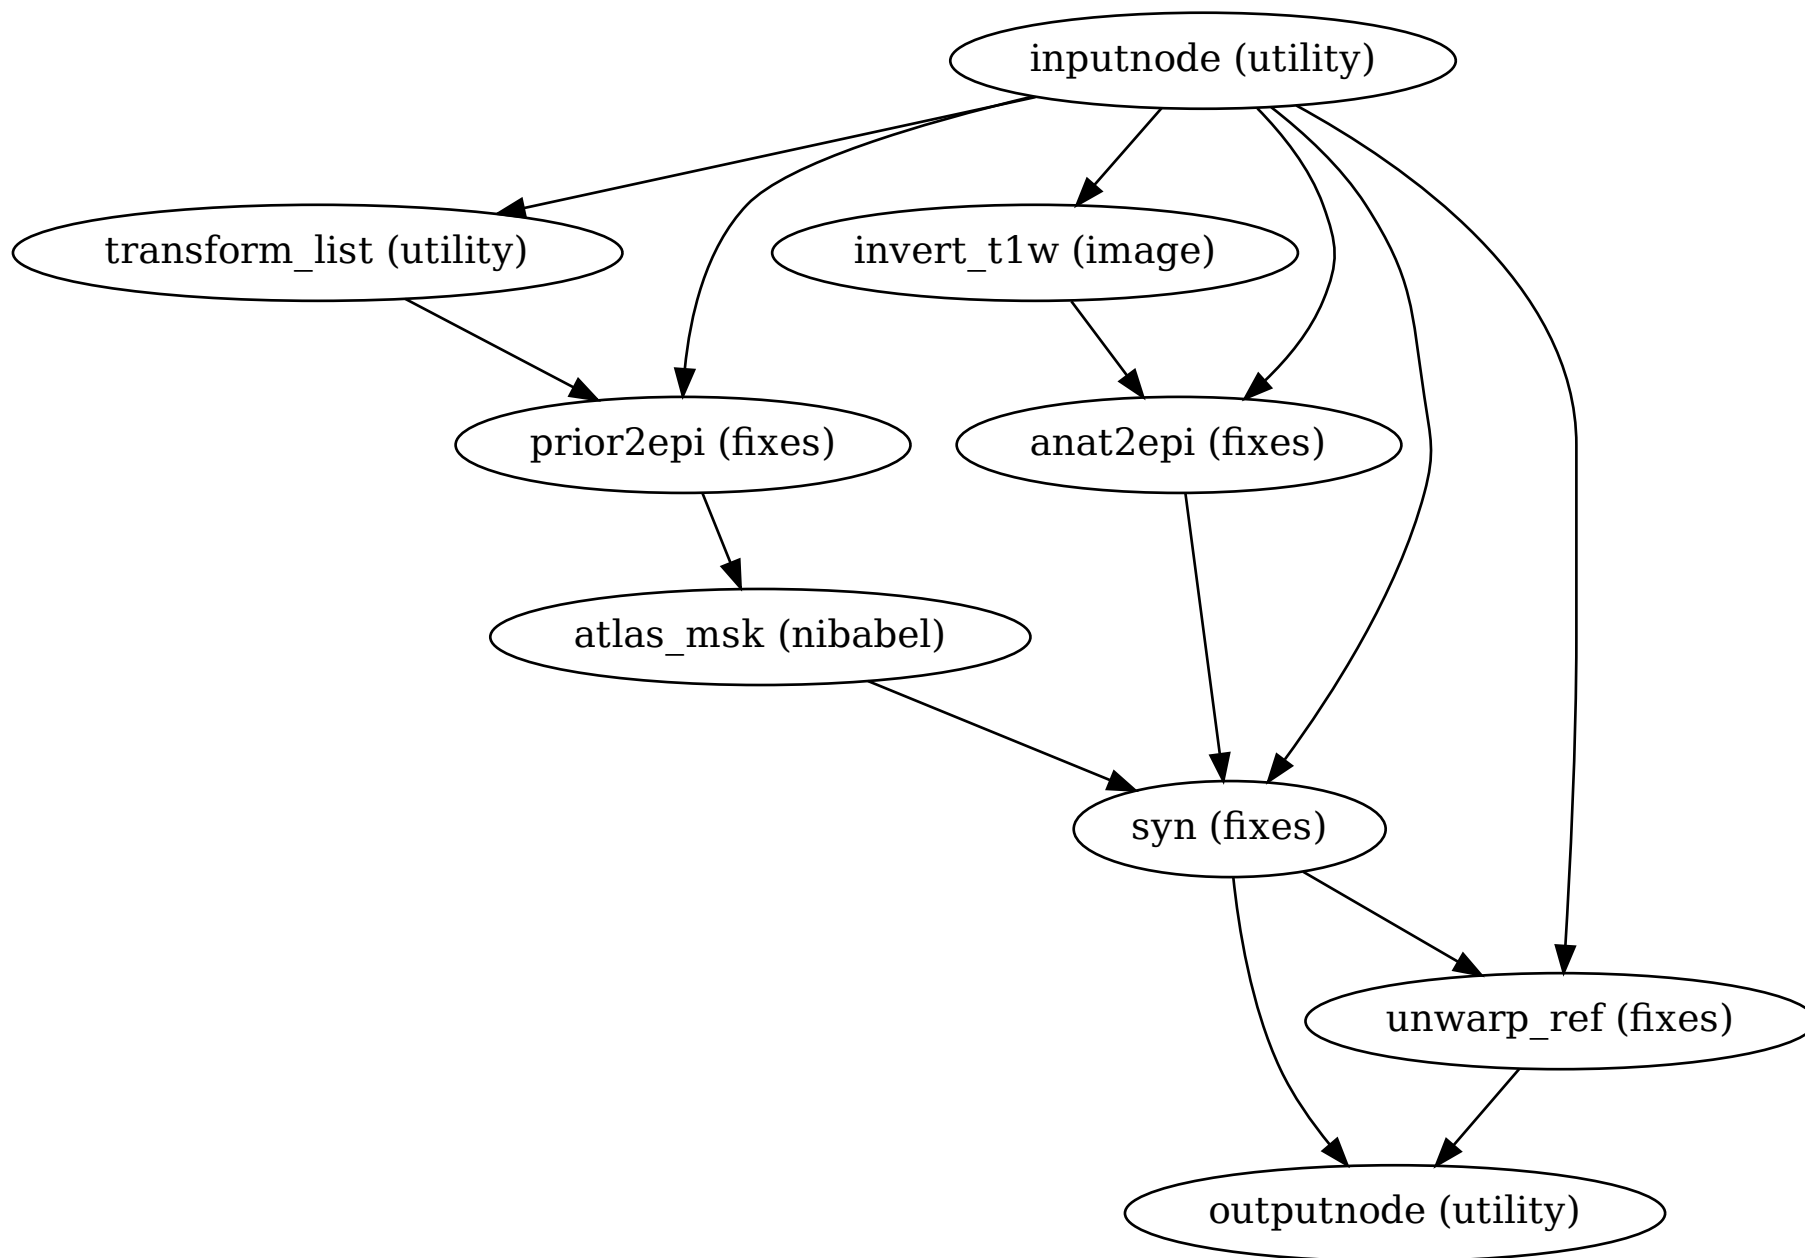 inputnode (utility)
transform_list (utility)
invert_t1w (image)
prior2epi (fixes)
anat2epi (fixes)
atlas_msk (nibabel)
syn (fixes)
unwarp_ref (fixes)
outputnode (utility)